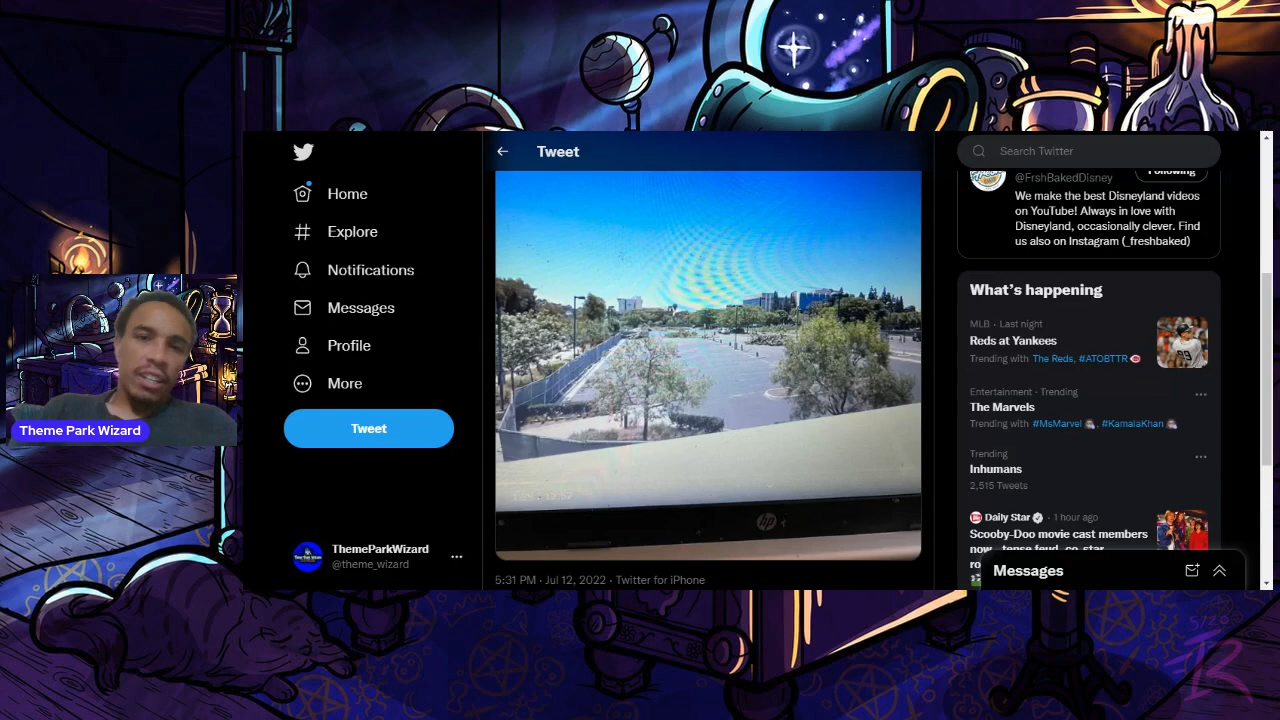 Tweet
Home
Explore
Notifications
Messages
Profile
More
Tweet
ThemeParkWizard
@theme_wizard
Theme Park Wizard
hp
5:31 PM · Jul 12, 2022 · Twitter for iPhone
Search Twitter
@FrshBakedDisney
Following
We make the best Disneyland videos
on YouTube! Always in love with
Disneyland, occasionally clever. Find
us also on Instagram (_freshbaked)
What's happening
MLB · Last night
Reds at Yankees
Trending with The Reds, #ATOBTTR
Entertainment · Trending
The Marvels
Trending with #MsMarvel, #KamalaKhan
Trending
Inhumans
2,515 Tweets
Daily Star · 1 hour ago
Scooby-Doo movie cast members
now
Messages
5/20